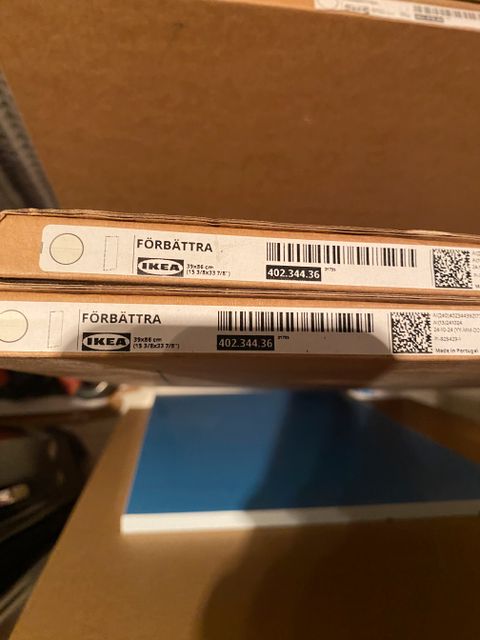 FÖRBÄTTRA
IKEA 39x86 cm
(15 3/8x33 7/8")
402.344.36
FÖRBÄTTRA
IKEA 39x86 cm
(15 3/8x33 7/8")
402.344.36
Made in Portugal